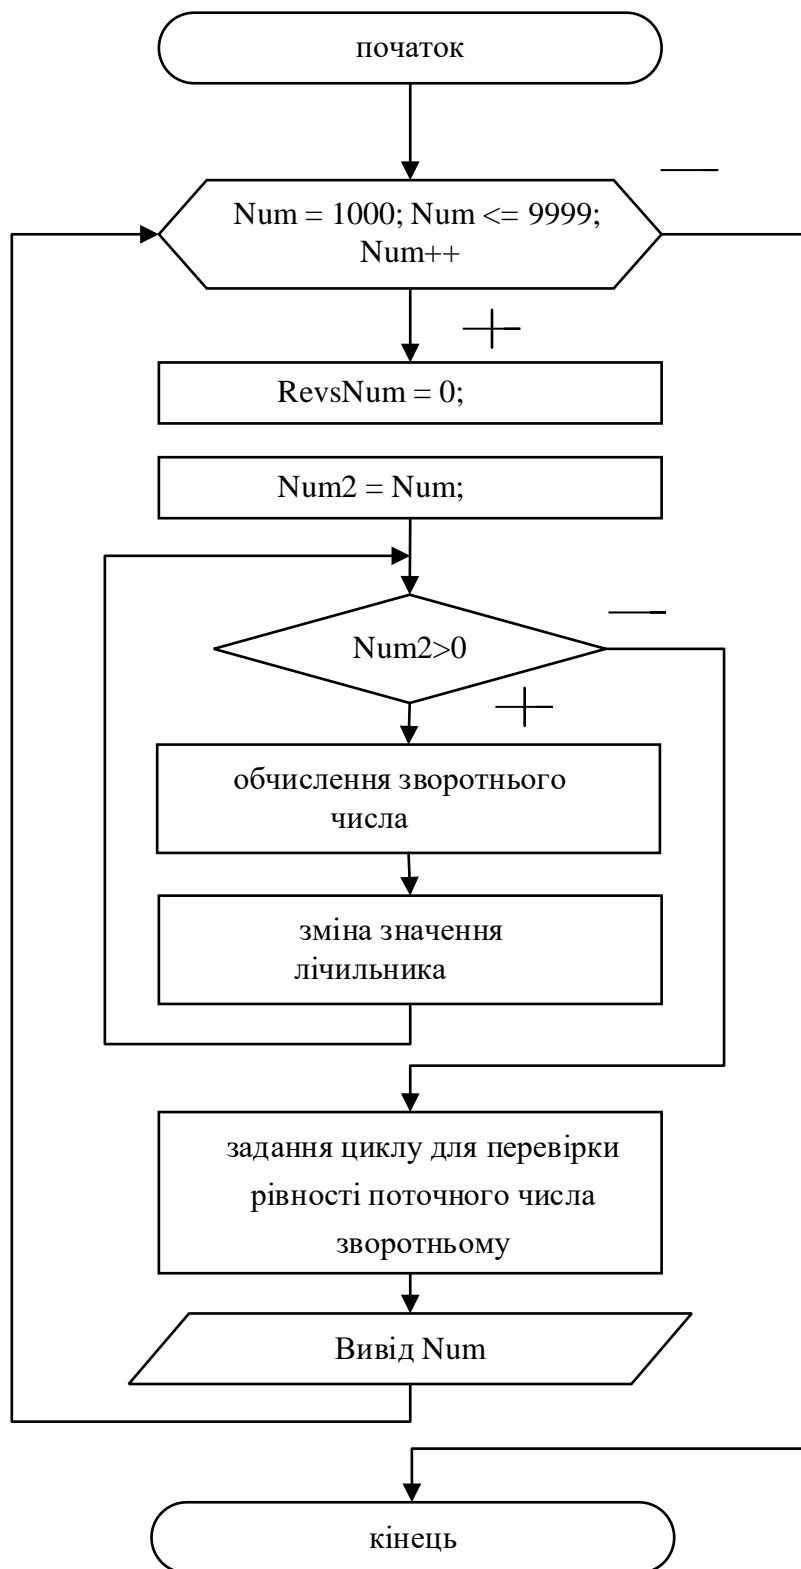 початок
Num = 1000; Num <= 9999;
Num++
RevsNum = 0;
Num2 = Num;
Num2>0
обчислення зворотнього
числа
зміна значення
лічильника
задання циклу для перевірки
рівності поточного числа
зворотньому
Вивід Num
кінець